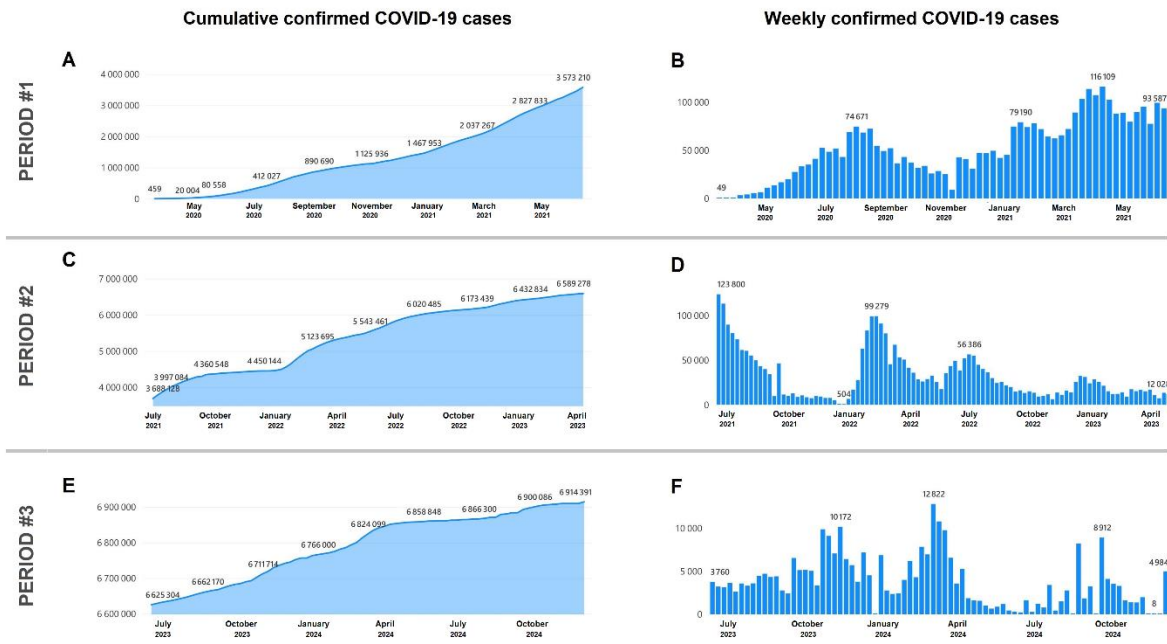 Cumulative confirmed COVID-19 cases
Weekly confirmed COVID-19 cases
PERIOD #1
A
4 000 000
3 000 000
2 000 000
1 000 000
0
459
20 004
80 558
412 027
890 690
1 125 936
1 467 953
2 037 267
2 827 833
3 573 210
May 2020
July 2020
September 2020
November 2020
January 2021
March 2021
May 2021
B
100 000
50 000
0
49
74 671
79 190
116 109
93 587
May 2020
July 2020
September 2020
November 2020
January 2021
March 2021
May 2021
PERIOD #2
C
7 000 000
6 000 000
5 000 000
4 000 000
3 688 128
3 997 084
4 360 548
4 450 144
5 123 695
5 543 461
6 020 485
6 173 439
6 432 834
6 589 278
July 2021
October 2021
January 2022
April 2022
July 2022
October 2022
January 2023
April 2023
D
100 000
50 000
0
123 800
504
99 279
56 386
12 028
July 2021
October 2021
January 2022
April 2022
July 2022
October 2022
January 2023
April 2023
PERIOD #3
E
6 900 000
6 800 000
6 700 000
6 600 000
6 625 304
6 662 170
6 711 714
6 766 000
6 824 099
6 858 848
6 866 300
6 900 086
6 914 391
July 2023
October 2023
January 2024
April 2024
July 2024
October 2024
F
10 000
5 000
0
3760
10 172
12 822
8 912
8
4 984
July 2023
October 2023
January 2024
April 2024
July 2024
October 2024